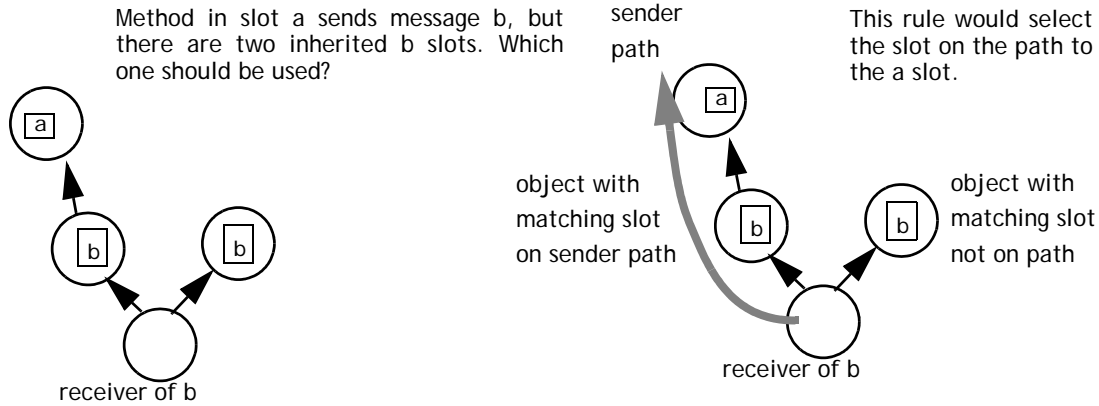 Method in slot a sends message b, but
there are two inherited b slots. Which
one should be used?
a
b
b
receiver of b
sender
path
This rule would select
the slot on the path to
the a slot.
a
object with
matching slot
on sender path
b
b
object with
matching slot
not on path
receiver of b